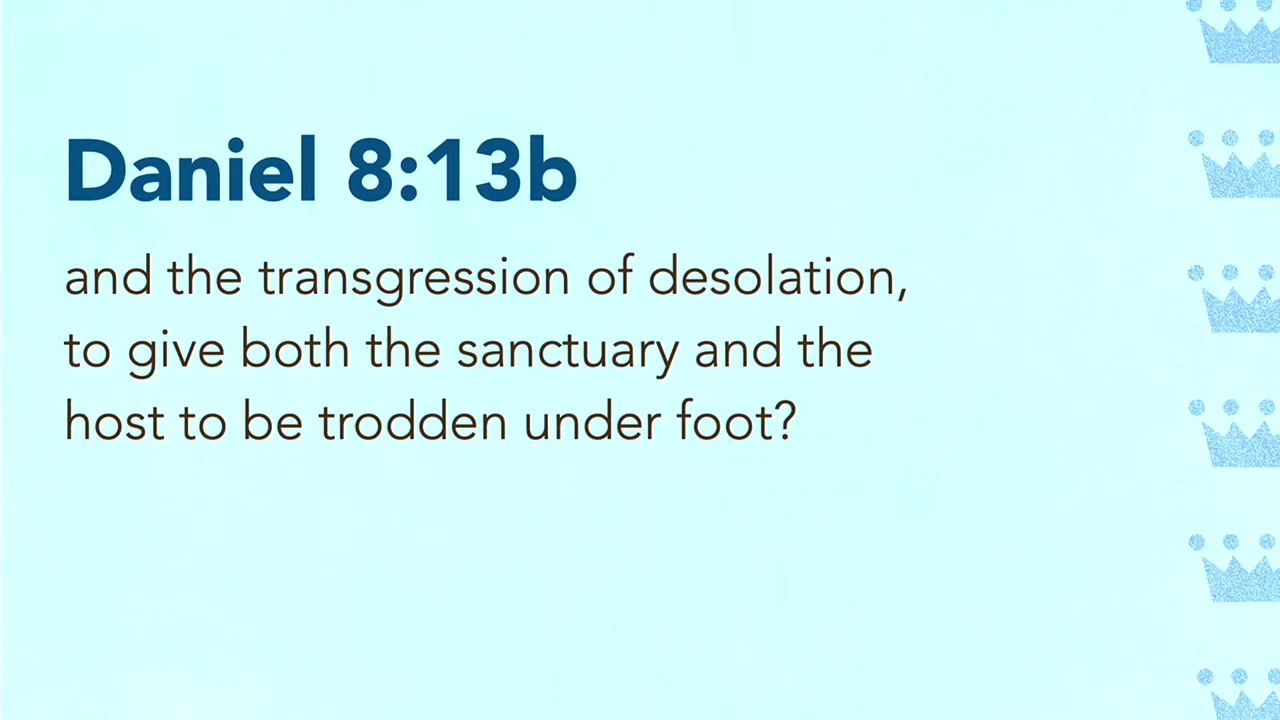 Daniel 8:13b
and the transgression of desolation,
to give both the sanctuary and the
host to be trodden under foot?